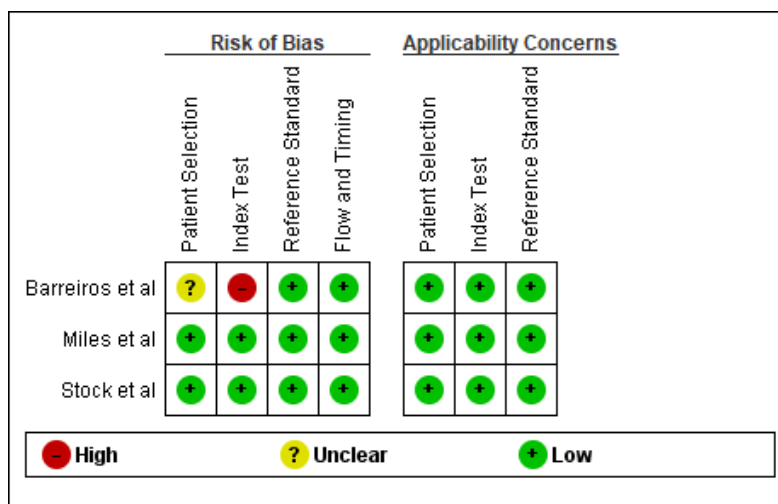 Risk of Bias
Applicability Concerns
Patient Selection
Index Test
Reference Standard
Flow and Timing
Patient Selection
Index Test
Reference Standard
Barreiros et al ? - + + + + +
Miles et al + + + + + + +
Stock et al + + + + + + +
- High ? Unclear + Low